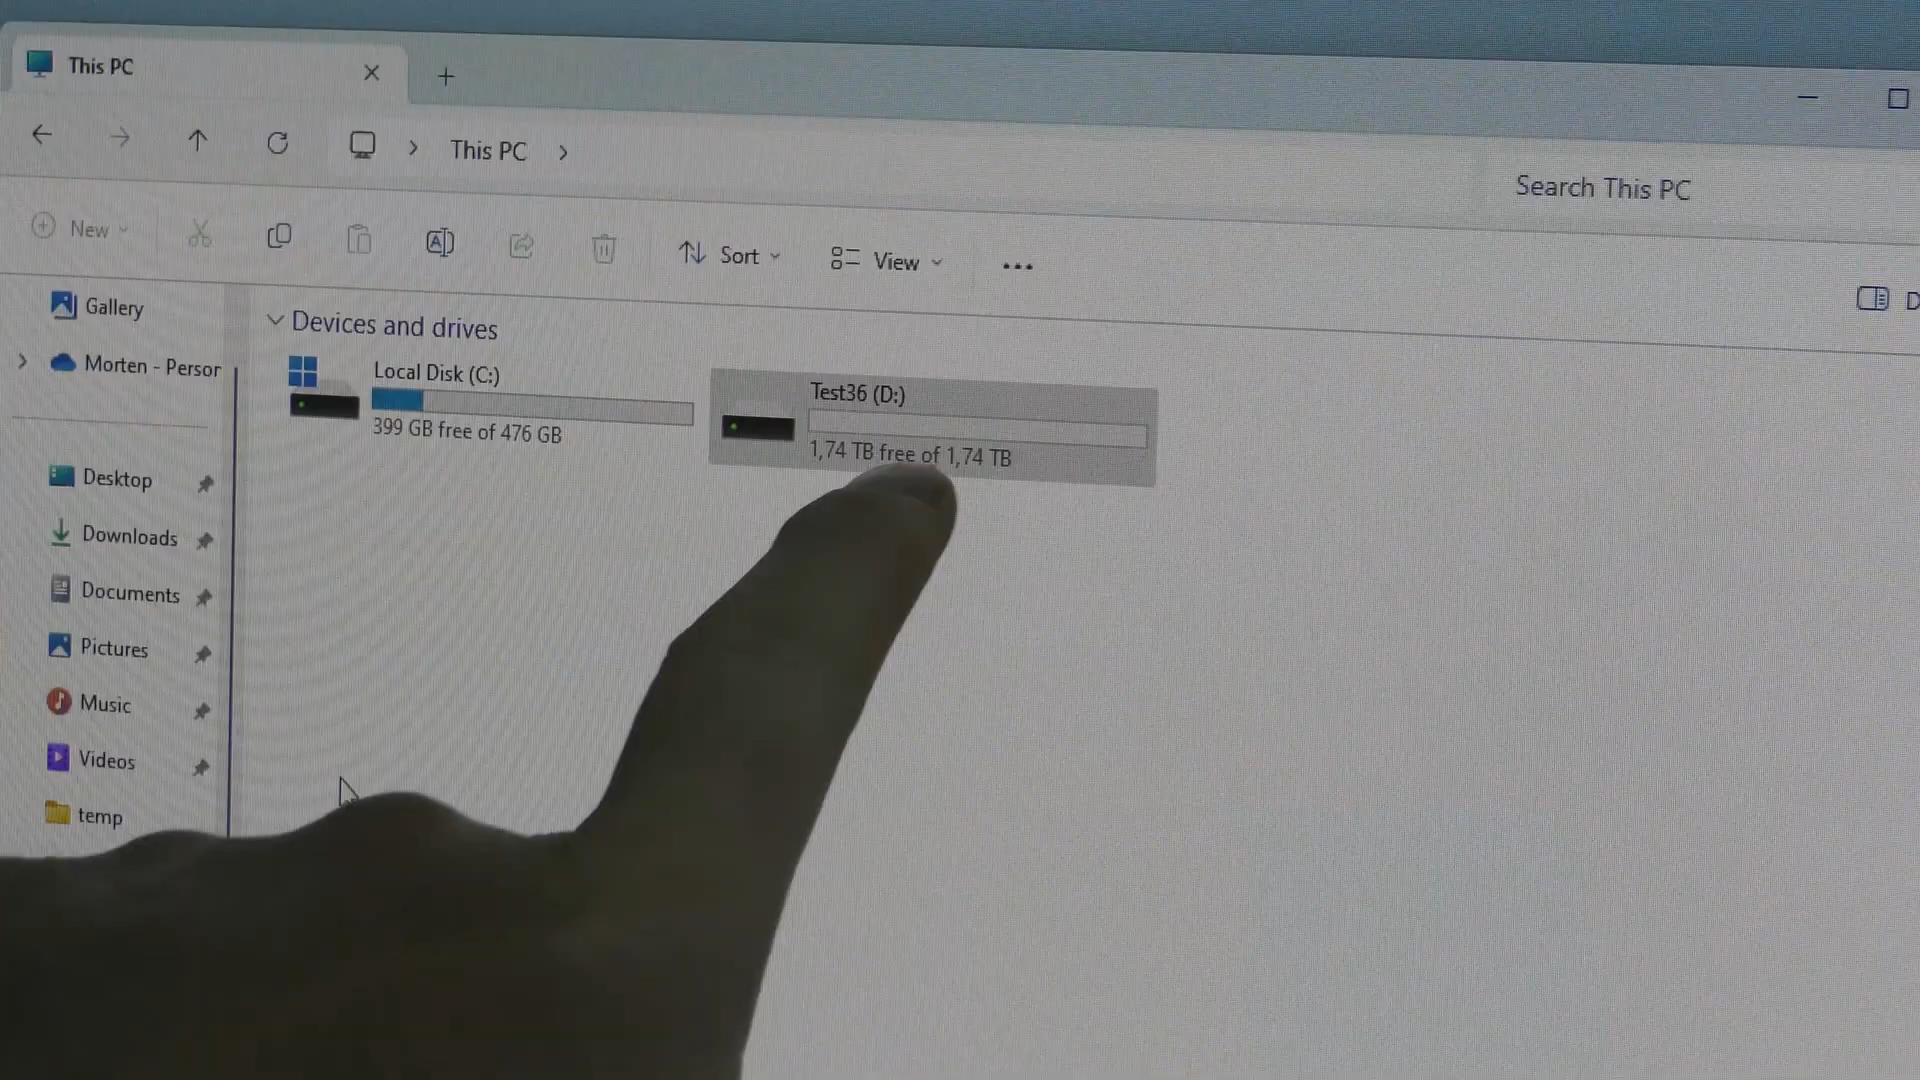 This PC
This PC
Search This PC
New
Sort
View
Gallery
Morten - Persor
Desktop
Downloads
Documents
Pictures
Music
Videos
temp
Devices and drives
Local Disk (C:)
399 GB free of 476 GB
Test36 (D:)
1,74 TB free of 1,74 TB